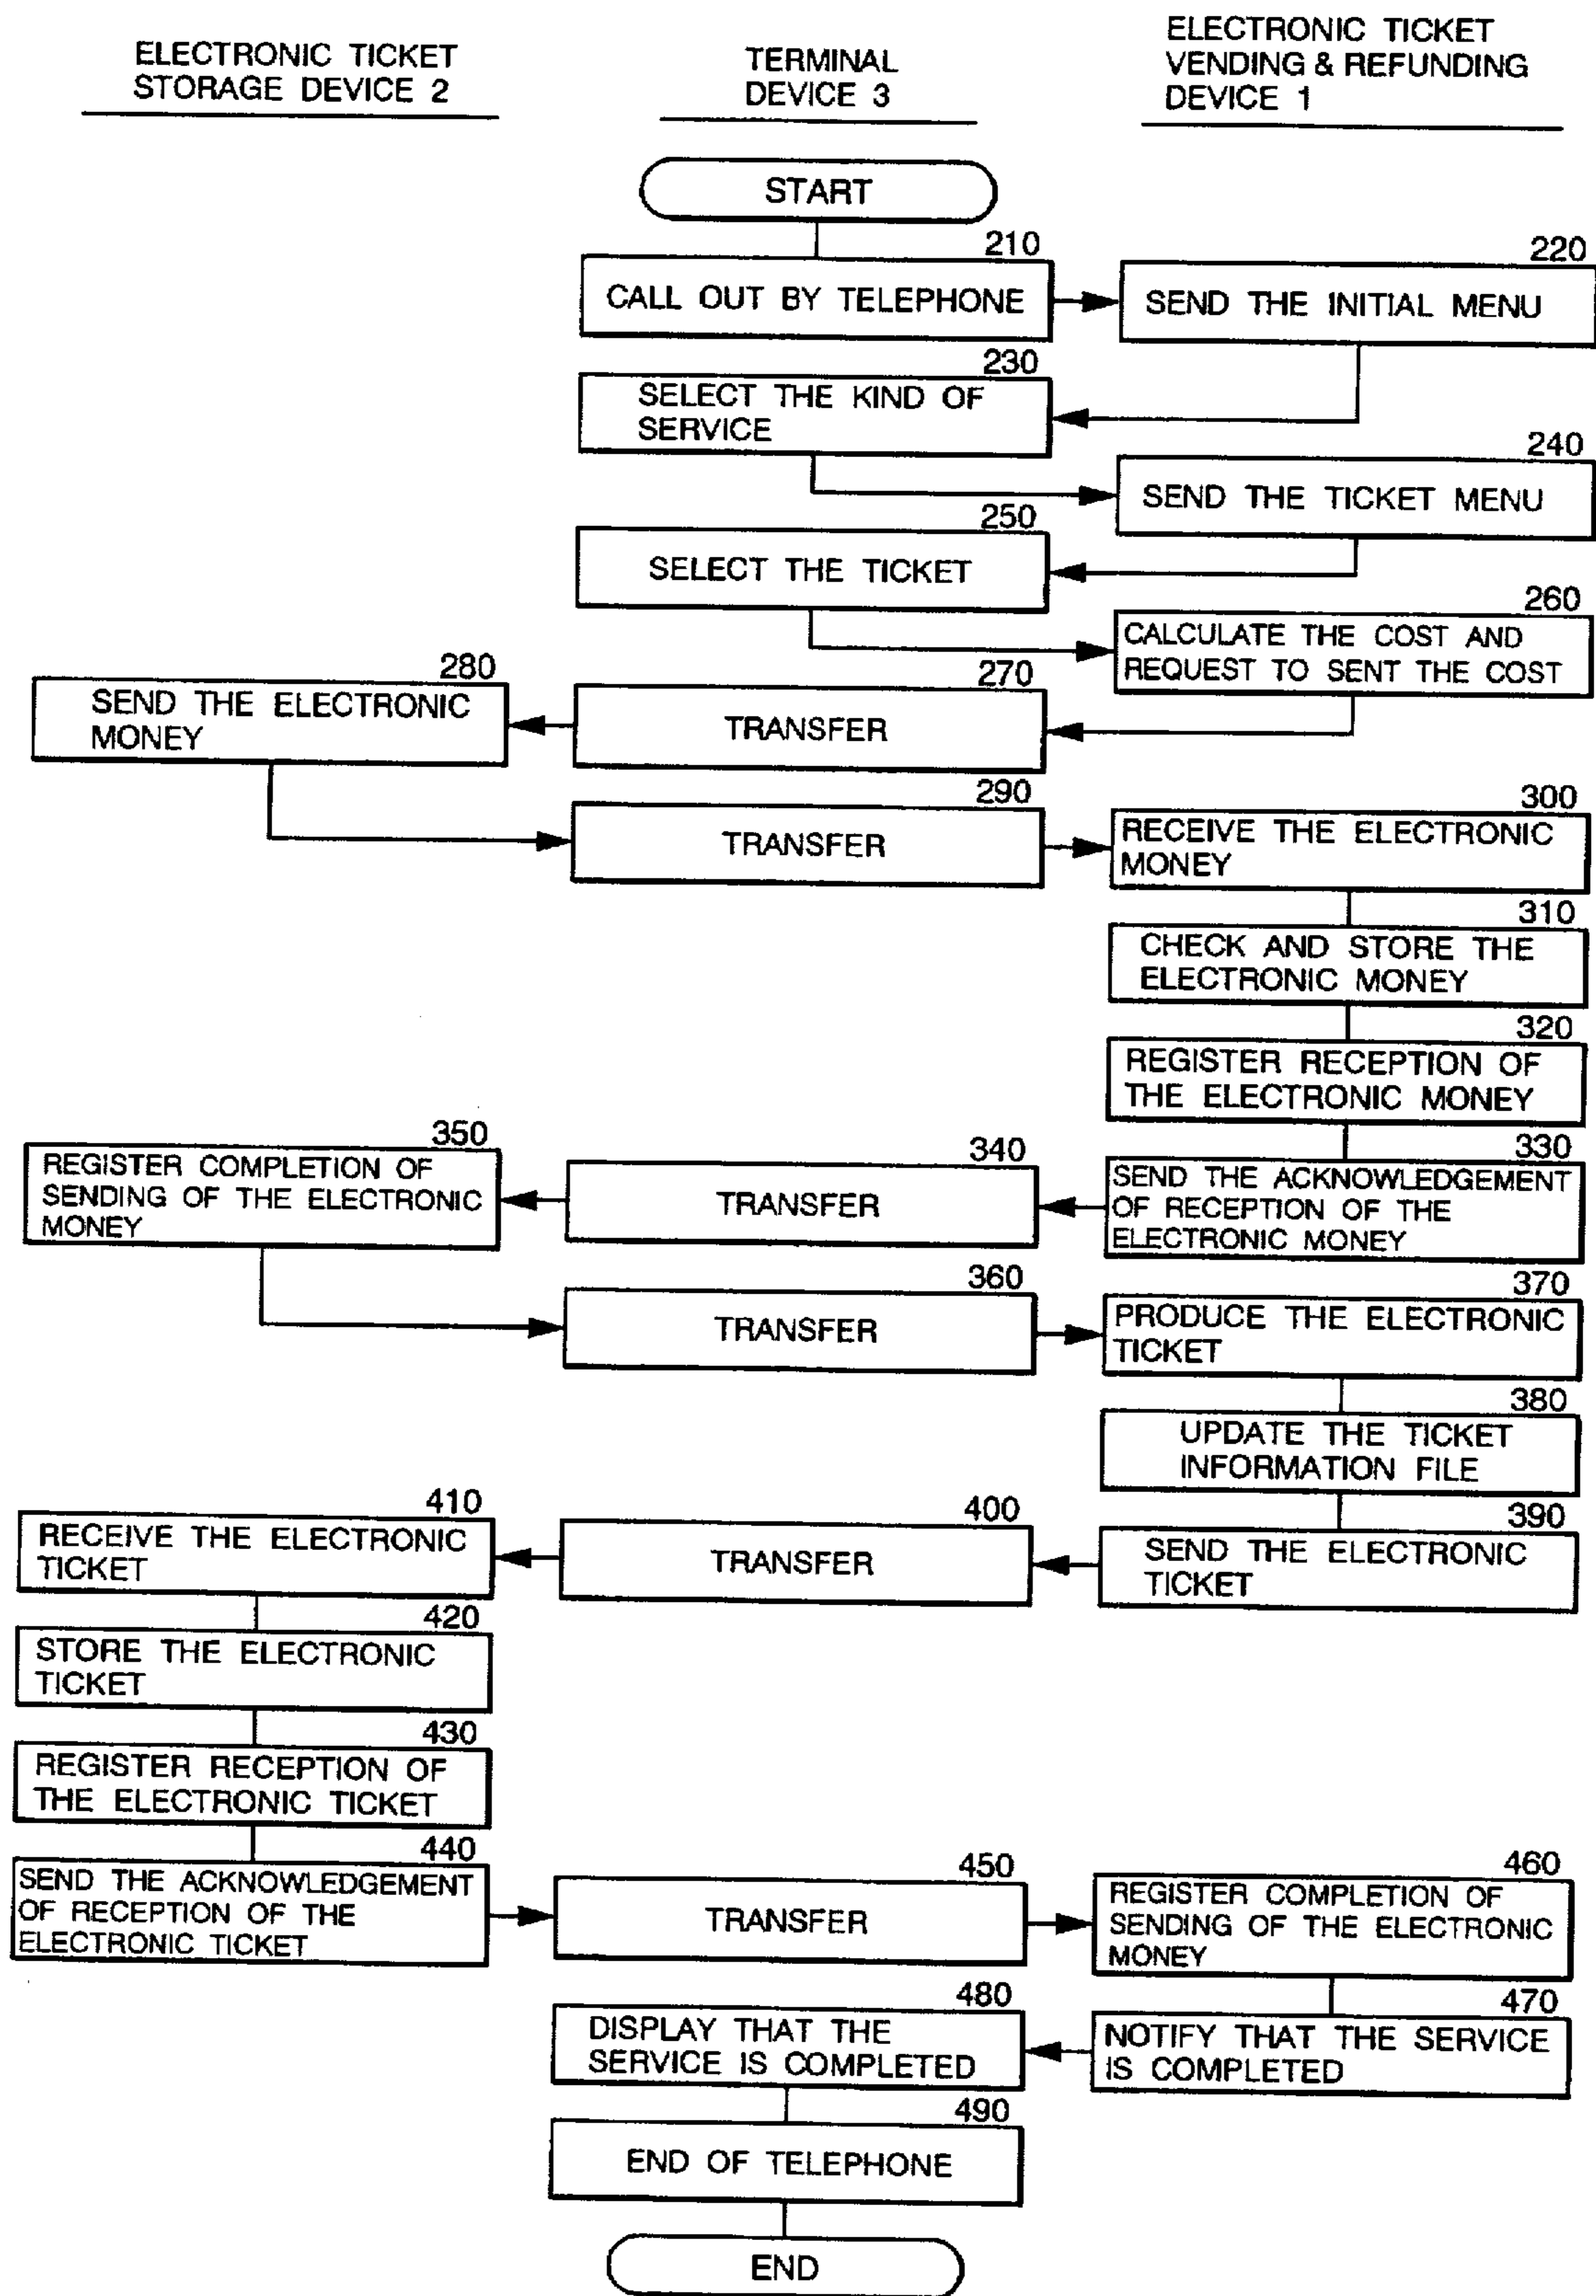 ELECTRONIC TICKET
STORAGE DEVICE 2
TERMINAL
DEVICE 3
ELECTRONIC TICKET
VENDING & REFUNDING
DEVICE 1
START
210
CALL OUT BY TELEPHONE
220
SEND THE INITIAL MENU
230
SELECT THE KIND OF
SERVICE
240
SEND THE TICKET MENU
250
SELECT THE TICKET
260
CALCULATE THE COST AND
REQUEST TO SENT THE COST
270
TRANSFER
280
SEND THE ELECTRONIC
MONEY
290
TRANSFER
300
RECEIVE THE ELECTRONIC
MONEY
310
CHECK AND STORE THE
ELECTRONIC MONEY
320
REGISTER RECEPTION OF
THE ELECTRONIC MONEY
330
SEND THE ACKNOWLEDGEMENT
OF RECEPTION OF THE
ELECTRONIC MONEY
340
TRANSFER
350
REGISTER COMPLETION OF
SENDING OF THE ELECTRONIC
MONEY
360
TRANSFER
370
PRODUCE THE ELECTRONIC
TICKET
380
UPDATE THE TICKET
INFORMATION FILE
390
SEND THE ELECTRONIC
TICKET
400
TRANSFER
410
RECEIVE THE ELECTRONIC
TICKET
420
STORE THE ELECTRONIC
TICKET
430
REGISTER RECEPTION OF
THE ELECTRONIC TICKET
440
SEND THE ACKNOWLEDGEMENT
OF RECEPTION OF THE
ELECTRONIC TICKET
450
TRANSFER
460
REGISTER COMPLETION OF
SENDING OF THE ELECTRONIC
MONEY
470
NOTIFY THAT THE SERVICE
IS COMPLETED
480
DISPLAY THAT THE
SERVICE IS COMPLETED
490
END OF TELEPHONE
END